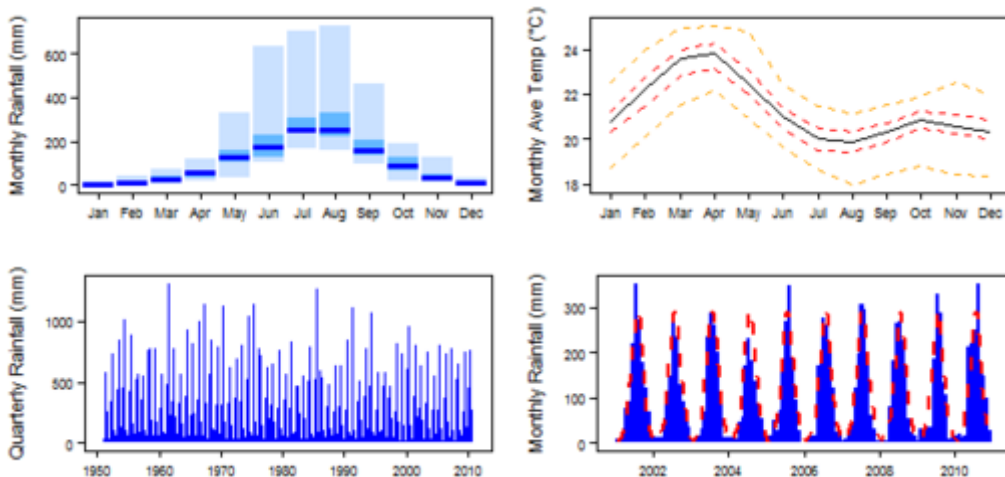 Monthly Rainfall (mm)
600
400
200
0
Jan Feb Mar Apr May Jun Jul Aug Sep Oct Nov Dec
Monthly Ave Temp (°C)
24
22
20
18
Jan Feb Mar Apr May Jun Jul Aug Sep Oct Nov Dec
Quarterly Rainfall (mm)
1000
500
0
1950 1960 1970 1980 1990 2000 2010
Monthly Rainfall (mm)
300
200
100
0
2002 2004 2006 2008 2010